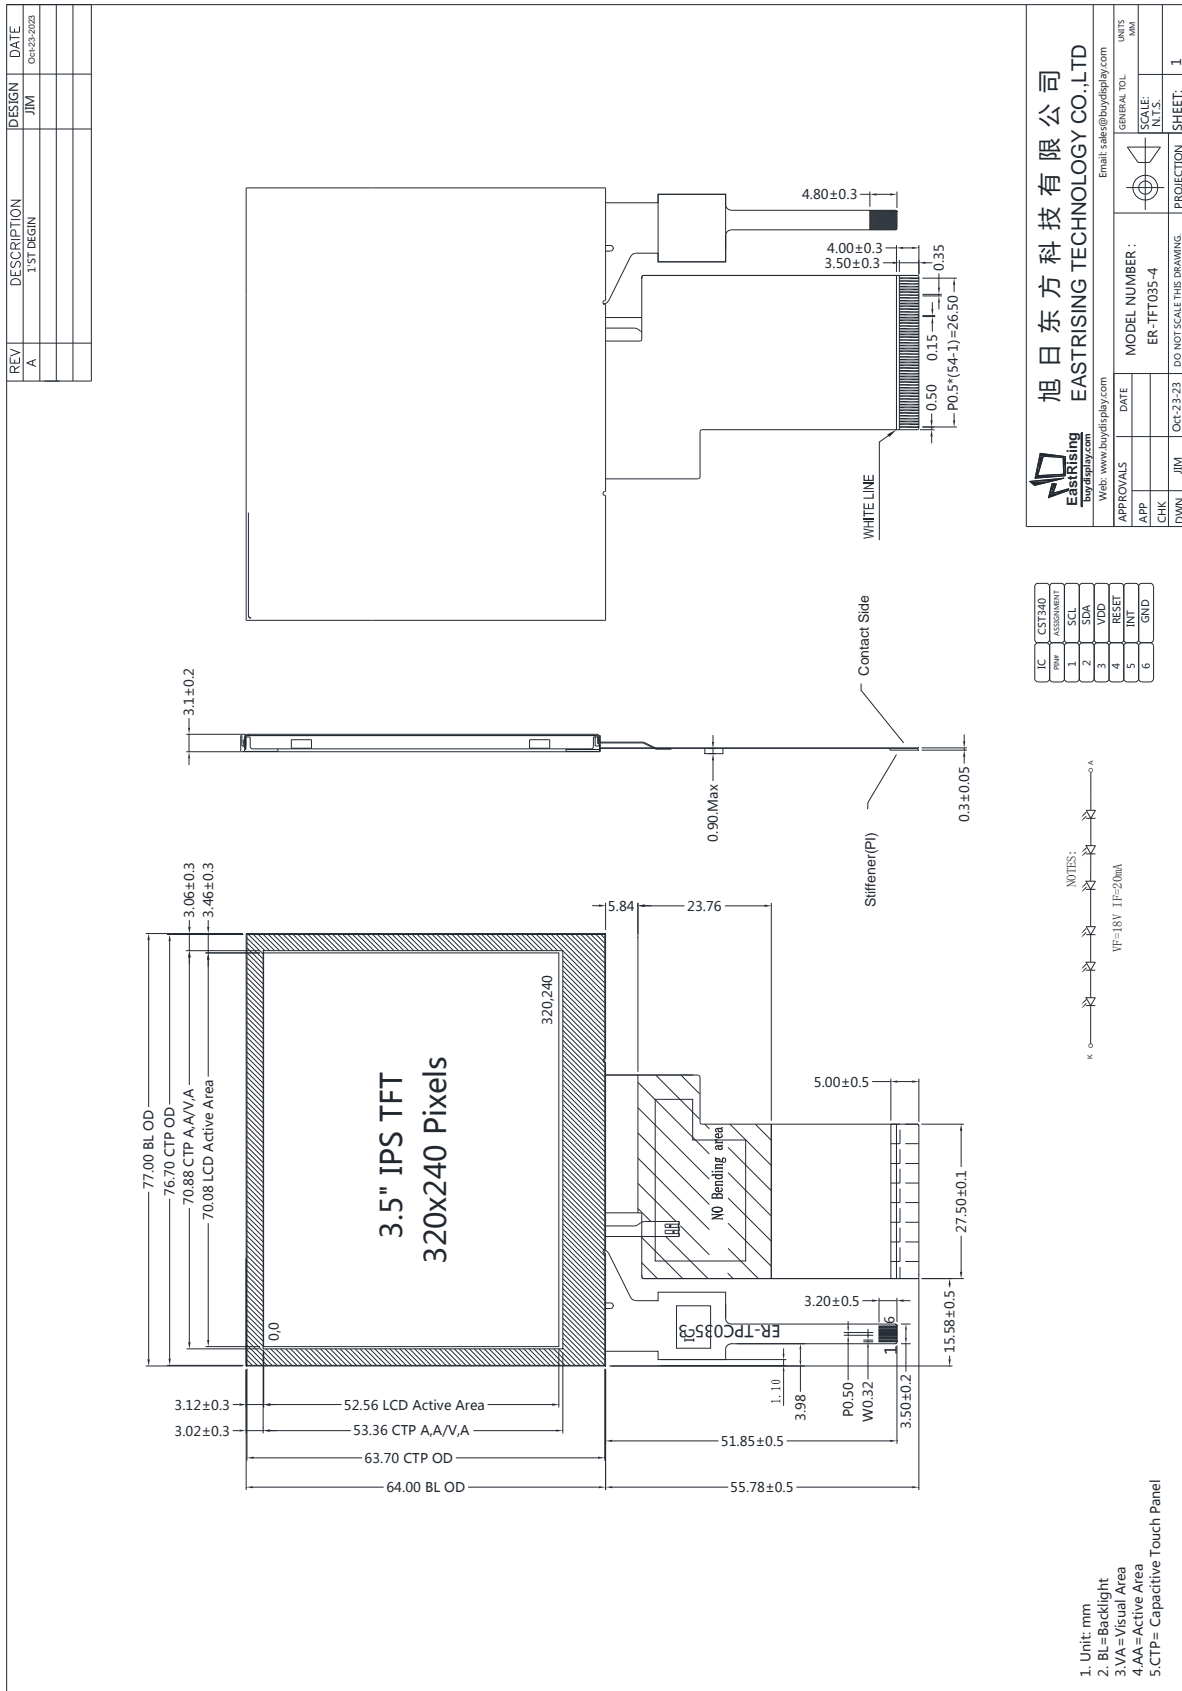 REV DESCRIPTION DESIGN DATE
A 1'ST DEGIN JIM Oct-23-2023
77.00 BL OD
76.70 CTP OD
70.88 CTP A,A/V,A
70.08 LCD Active Area
3.06±0.3
3.46±0.3
0,0
3.5" IPS TFT
320x240 Pixels
320,240
3.12±0.3
52.56 LCD Active Area
3.02±0.3
53.36 CTP A,A/V,A
63.70 CTP OD
64.00 BL OD
5.84
23.76
NO Bending area
5.00±0.5
27.50±0.1
15.58±0.5
3.20±0.5
ER-TPC035-3
IC
1
6
1.10
3.98
P0.50
W0.32
3.50±0.2
51.85±0.5
55.78±0.5
3.1±0.2
0.90.Max
Contact Side
Stiffener(PI)
0.3±0.05
4.80±0.3
4.00±0.3
3.50±0.3
0.35
0.15
0.50
P0.5*(54-1)=26.50
WHITE LINE
NOTES:
K
A
VF=18V IF=20mA
IC CST340
PIN# ASSIGNMENT
1 SCL
2 SDA
3 VDD
4 RESET
5 INT
6 GND
1. Unit: mm
2. BL=Backlight
3.VA=Visual Area
4.AA=Active Area
5.CTP= Capacitive Touch Panel
EastRising
buydisplay.com
旭日东方科技有限公司
EASTRISING TECHNOLOGY CO.,LTD
Web: www.buydisplay.com Email: sales@buydisplay.com
APPROVALS DATE
APP
CHK
DWN JIM Oct-23-23
MODEL NUMBER :
ER-TFT035-4
DO NOT SCALE THIS DRAWING.
PROJECTION
GENERAL TOL
UNITS
MM
SCALE:
N.T.S.
SHEET: 1